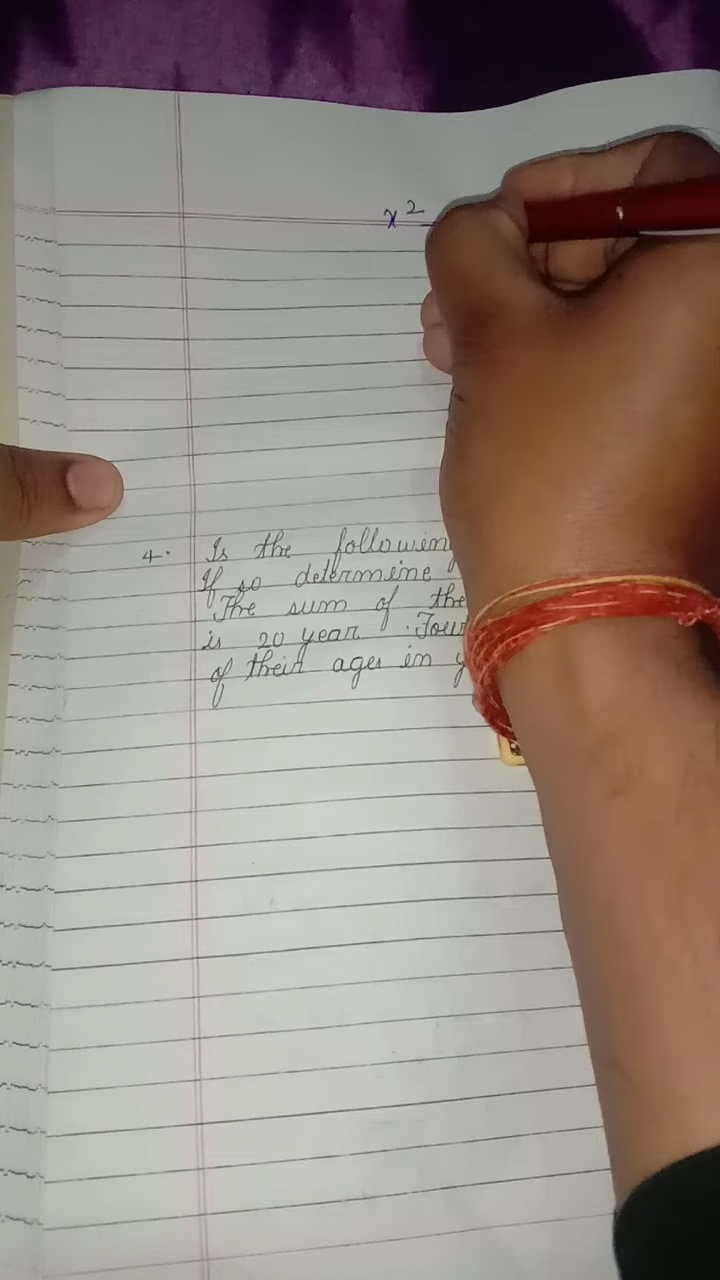 x² -
4. Is the following
If so determine
The sum of the
is 20 year. Four
of their ages in